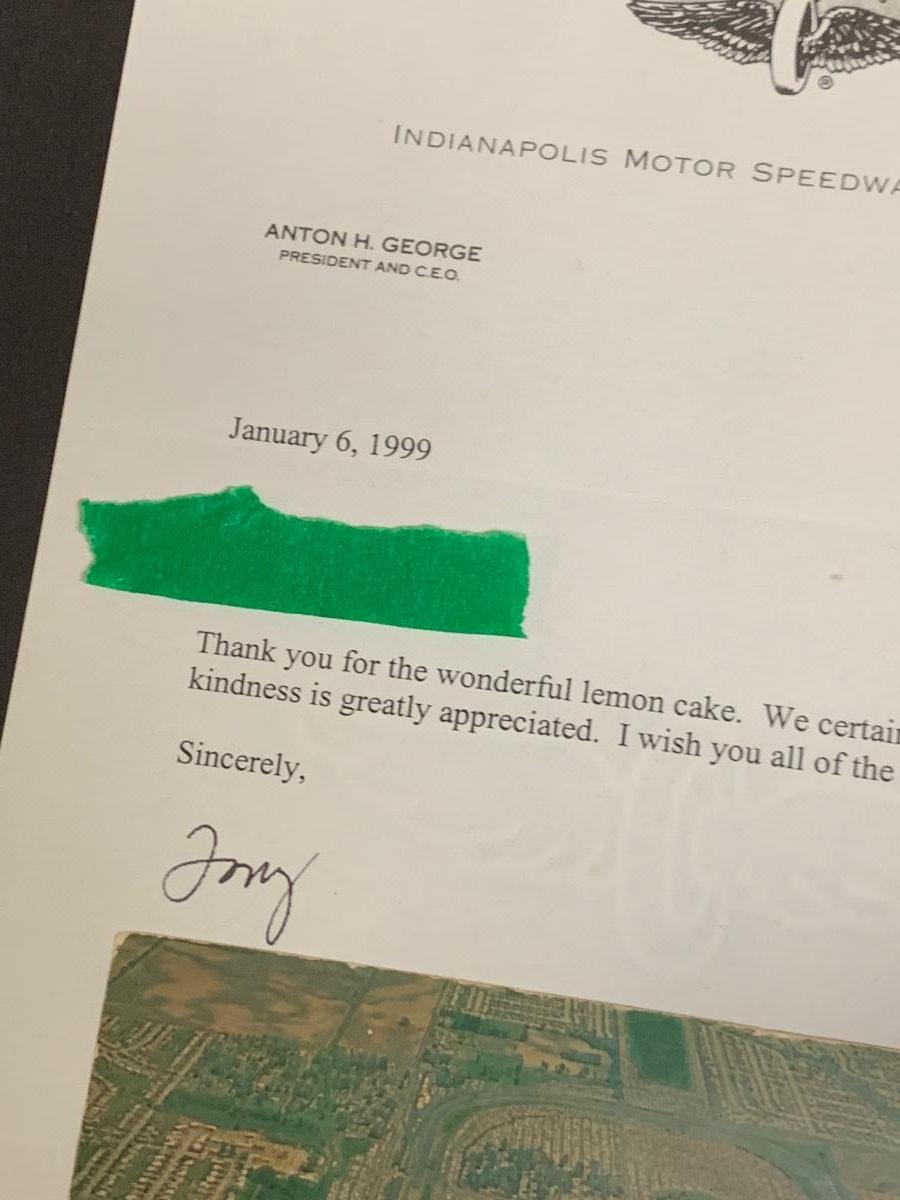 ®
INDIANAPOLIS MOTOR SPEEDWA
ANTON H. GEORGE
PRESIDENT AND C.E.O.
January 6, 1999
Thank you for the wonderful lemon cake. We certain
kindness is greatly appreciated. I wish you all of the
Sincerely,
Tony